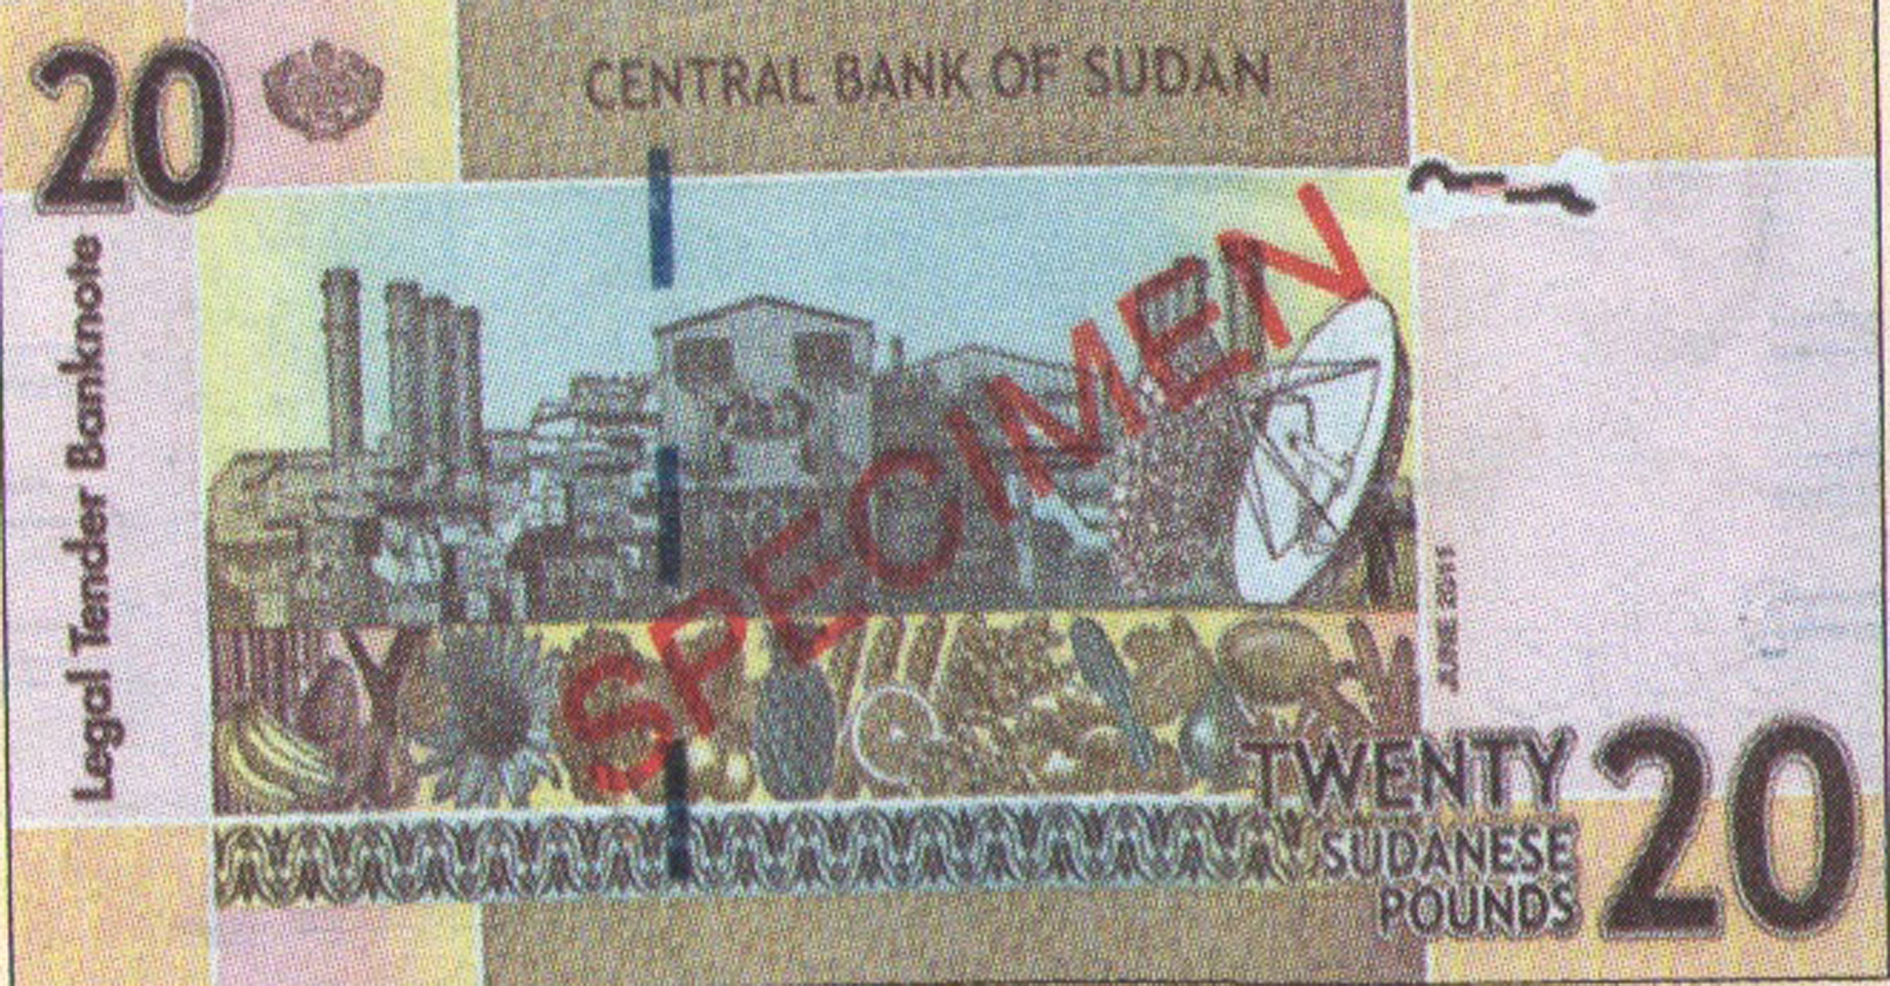 20
CENTRAL BANK OF SUDAN
Legal Tender Banknote
SPECIMEN
JUNE 2011
TWENTY
SUDANESE
POUNDS
20